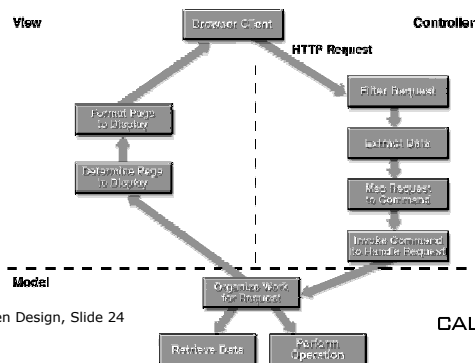 View
Browser Client
Controller
HTTP Request
Filter Request
Format Page
to Display
Extract Data
Determine Page
to Display
Map Request
to Command
Invoke Command
to Handle Request
Model
Organize Work
for Request
en Design, Slide 24
CAL
Retrieve Data
Perform
Operation